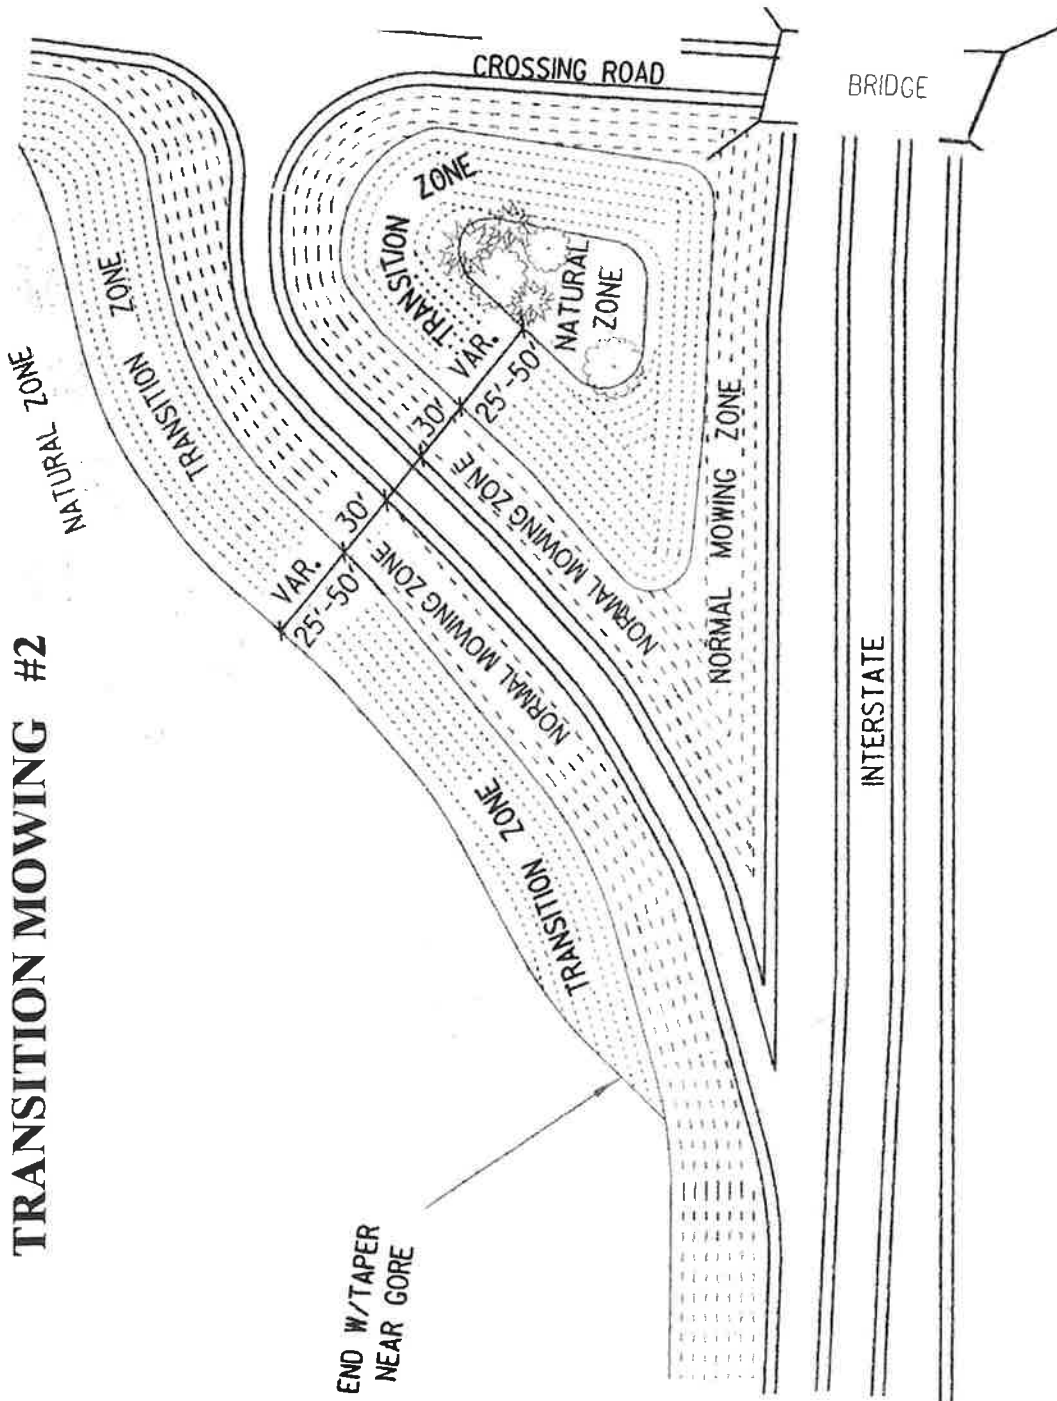 TRANSITION MOWING #2
NATURAL ZONE
TRANSITION ZONE
VAR.
25'-50'
30'
NORMAL MOWING ZONE
TRANSITION ZONE
END W/TAPER
NEAR GORE
CROSSING ROAD
BRIDGE
TRANSITION ZONE
NATURAL
ZONE
VAR.
25'-50'
30'
NORMAL MOWING ZONE
NORMAL MOWING ZONE
INTERSTATE